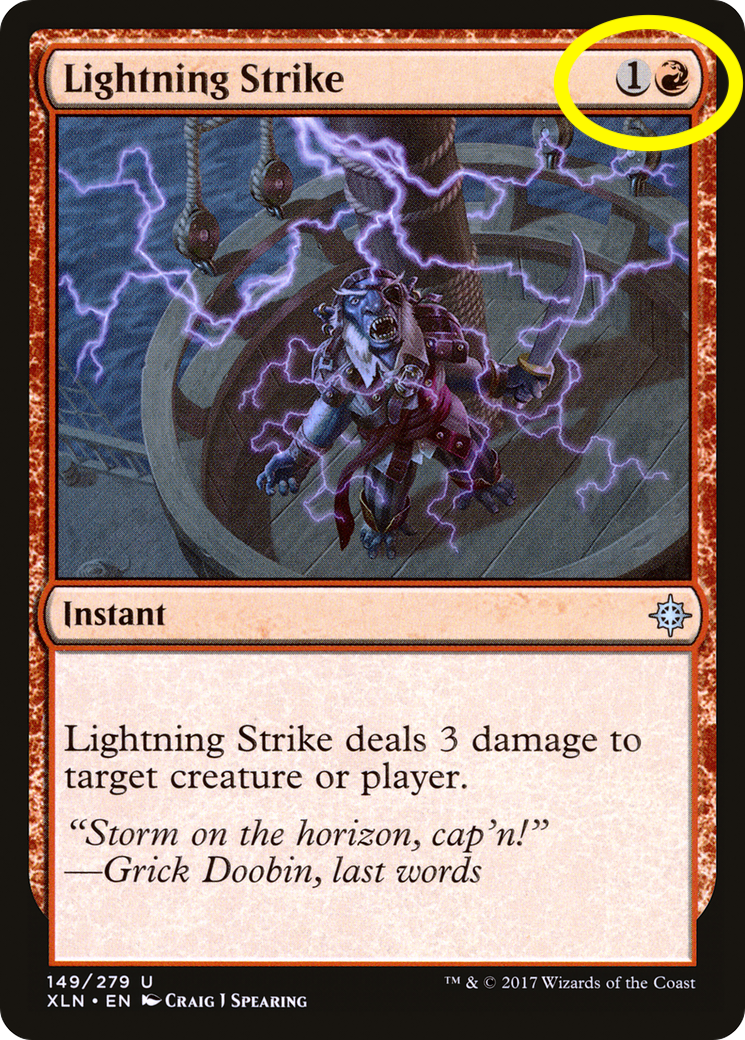 Lightning Strike 1
Instant
Lightning Strike deals 3 damage to
target creature or player.
“Storm on the horizon, cap’n!”
—Grick Doobin, last words
149/279 U
™ & © 2017 Wizards of the Coast
XLN • EN Craig J Spearing